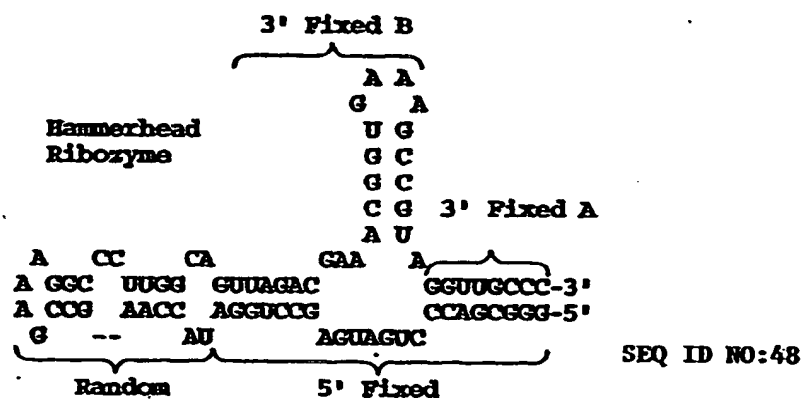 3' Fixed B
A A
G A
Hammerhead U G
Ribozyme G C
G C
C G 3' Fixed A
A U
A CC CA GAA A
A GGC UUGG GUUAGAC GGUUGCCC-3'
A CCG AACC AGGUCCG CCAGCGGG-5'
G -- AU AGUAGUC
SEQ ID NO:48
Random 5' Fixed